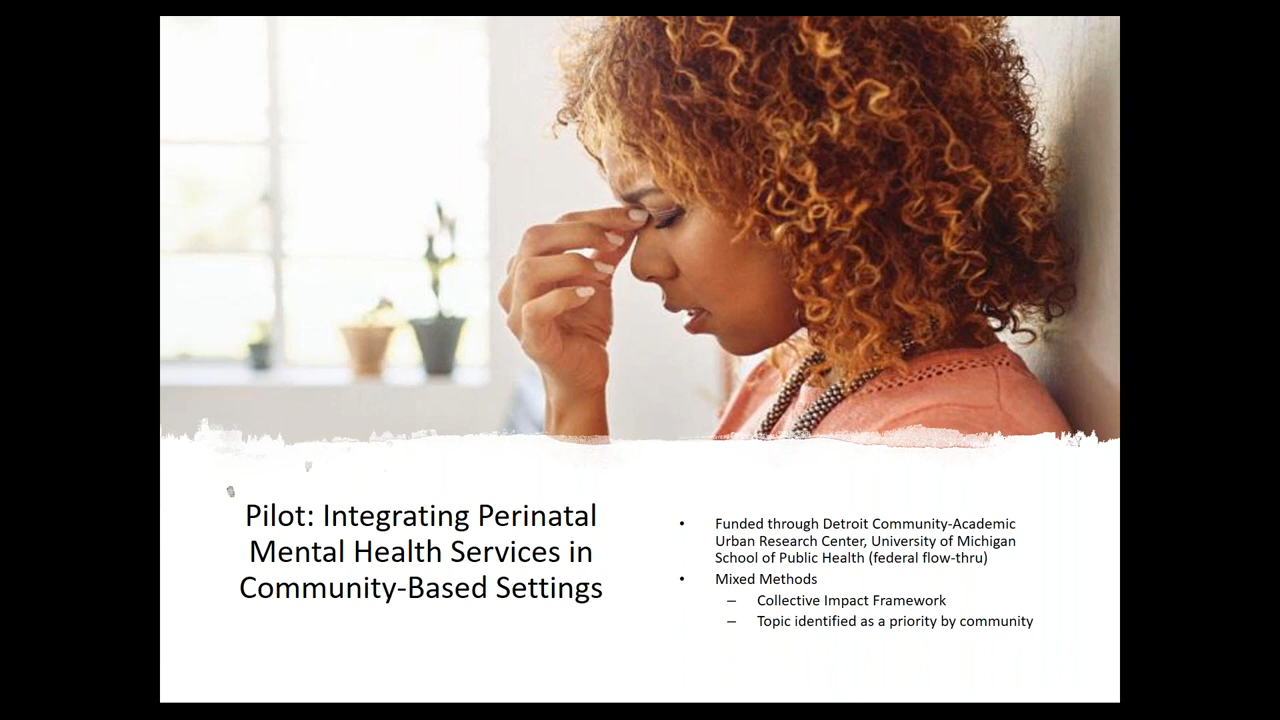 Pilot: Integrating Perinatal
Mental Health Services in
Community-Based Settings
• Funded through Detroit Community-Academic
Urban Research Center, University of Michigan
School of Public Health (federal flow-thru)
• Mixed Methods
– Collective Impact Framework
– Topic identified as a priority by community